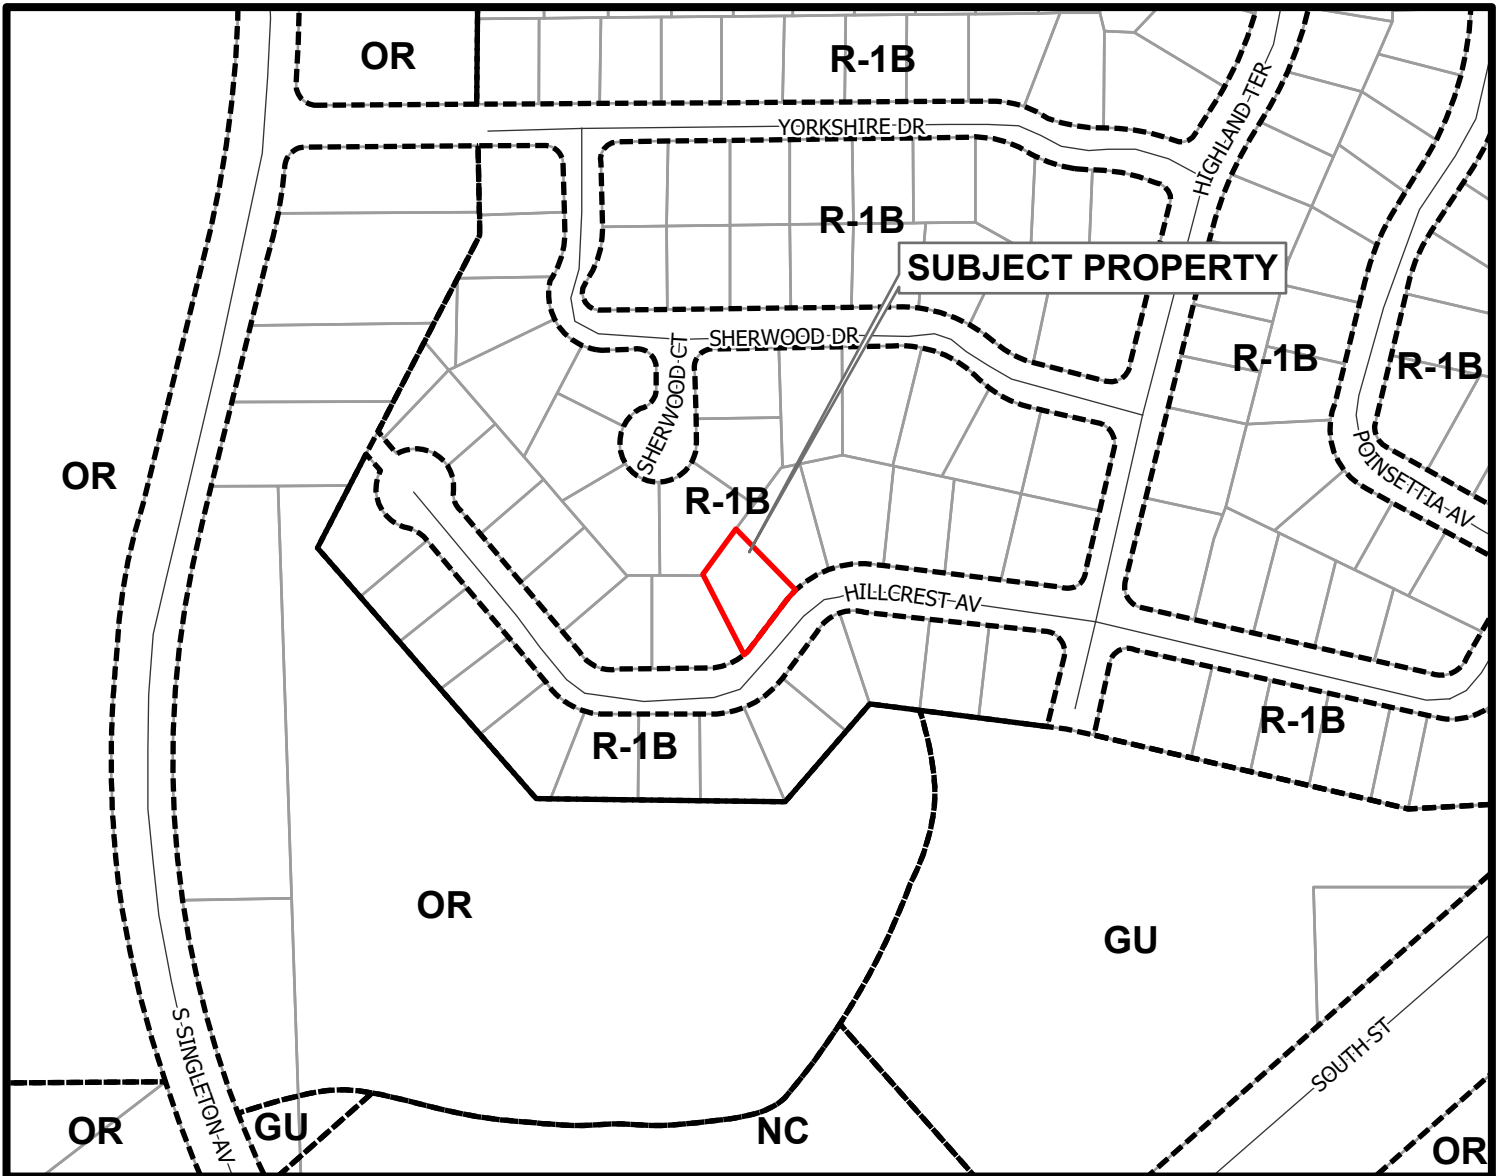 OR
R-1B
YORKSHIRE DR
HIGHLAND TER
R-1B
SUBJECT PROPERTY
SHERWOOD DR
SHERWOOD CT
R-1B
R-1B
OR
R-1B
POINSETTIA AV
HILLCREST AV
R-1B
R-1B
OR
GU
S SINGLETON AV
SOUTH ST
OR
GU
NC
OR